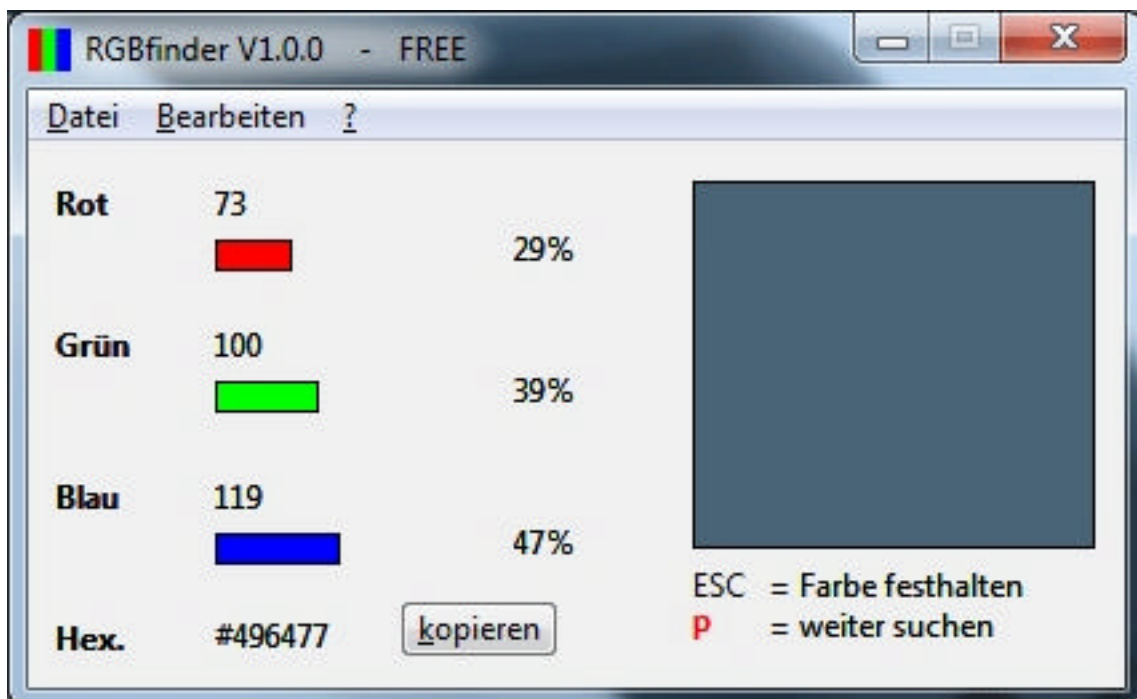 RGBfinder V1.0.0 - FREE
Datei Bearbeiten ?
Rot 73
29%
Grün 100
39%
Blau 119
47%
Hex. #496477 kopieren
ESC = Farbe festhalten
P = weiter suchen